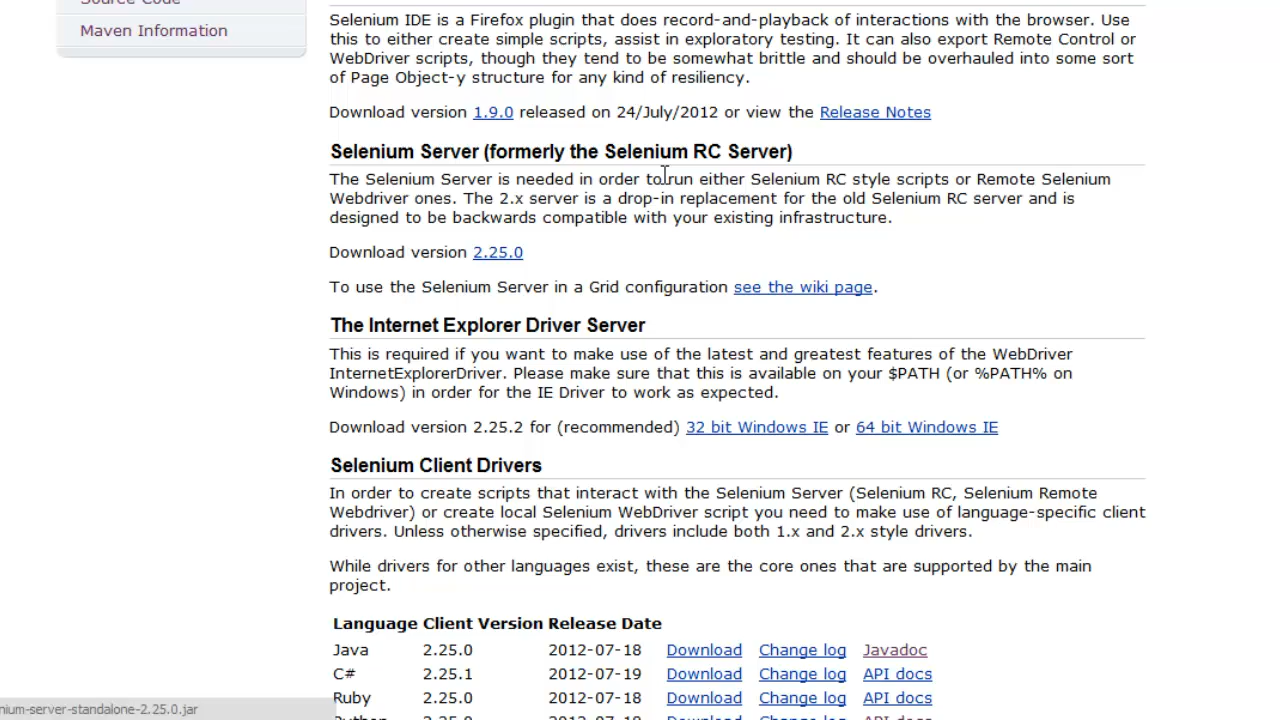 Source Code
Maven Information
Selenium IDE is a Firefox plugin that does record-and-playback of interactions with the browser. Use
this to either create simple scripts, assist in exploratory testing. It can also export Remote Control or
WebDriver scripts, though they tend to be somewhat brittle and should be overhauled into some sort
of Page Object-y structure for any kind of resiliency.
Download version 1.9.0 released on 24/July/2012 or view the Release Notes
Selenium Server (formerly the Selenium RC Server)
The Selenium Server is needed in order to run either Selenium RC style scripts or Remote Selenium
Webdriver ones. The 2.x server is a drop-in replacement for the old Selenium RC server and is
designed to be backwards compatible with your existing infrastructure.
Download version 2.25.0
To use the Selenium Server in a Grid configuration see the wiki page.
The Internet Explorer Driver Server
This is required if you want to make use of the latest and greatest features of the WebDriver
InternetExplorerDriver. Please make sure that this is available on your $PATH (or %PATH% on
Windows) in order for the IE Driver to work as expected.
Download version 2.25.2 for (recommended) 32 bit Windows IE or 64 bit Windows IE
Selenium Client Drivers
In order to create scripts that interact with the Selenium Server (Selenium RC, Selenium Remote
Webdriver) or create local Selenium WebDriver script you need to make use of language-specific client
drivers. Unless otherwise specified, drivers include both 1.x and 2.x style drivers.
While drivers for other languages exist, these are the core ones that are supported by the main
project.
Language Client Version Release Date
Java 2.25.0 2012-07-18 Download Change log Javadoc
C# 2.25.1 2012-07-19 Download Change log API docs
Ruby 2.25.0 2012-07-18 Download Change log API docs
nium-server-standalone-2.25.0.jar